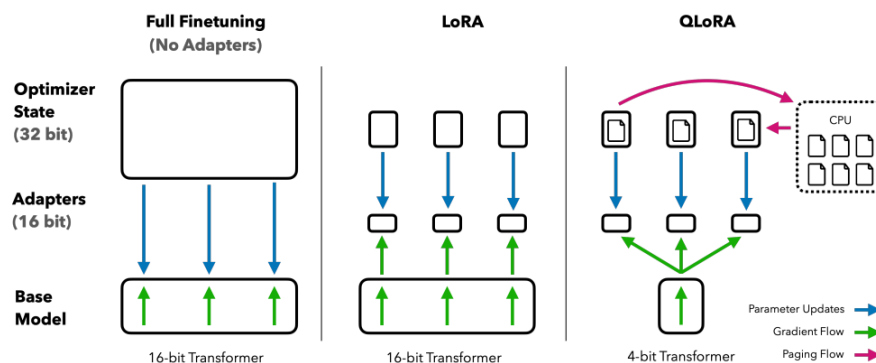 Full Finetuning
(No Adapters)
LoRA
QLoRA
Optimizer
State
(32 bit)
CPU
Adapters
(16 bit)
Base
Model
16-bit Transformer
16-bit Transformer
4-bit Transformer
Parameter Updates
Gradient Flow
Paging Flow